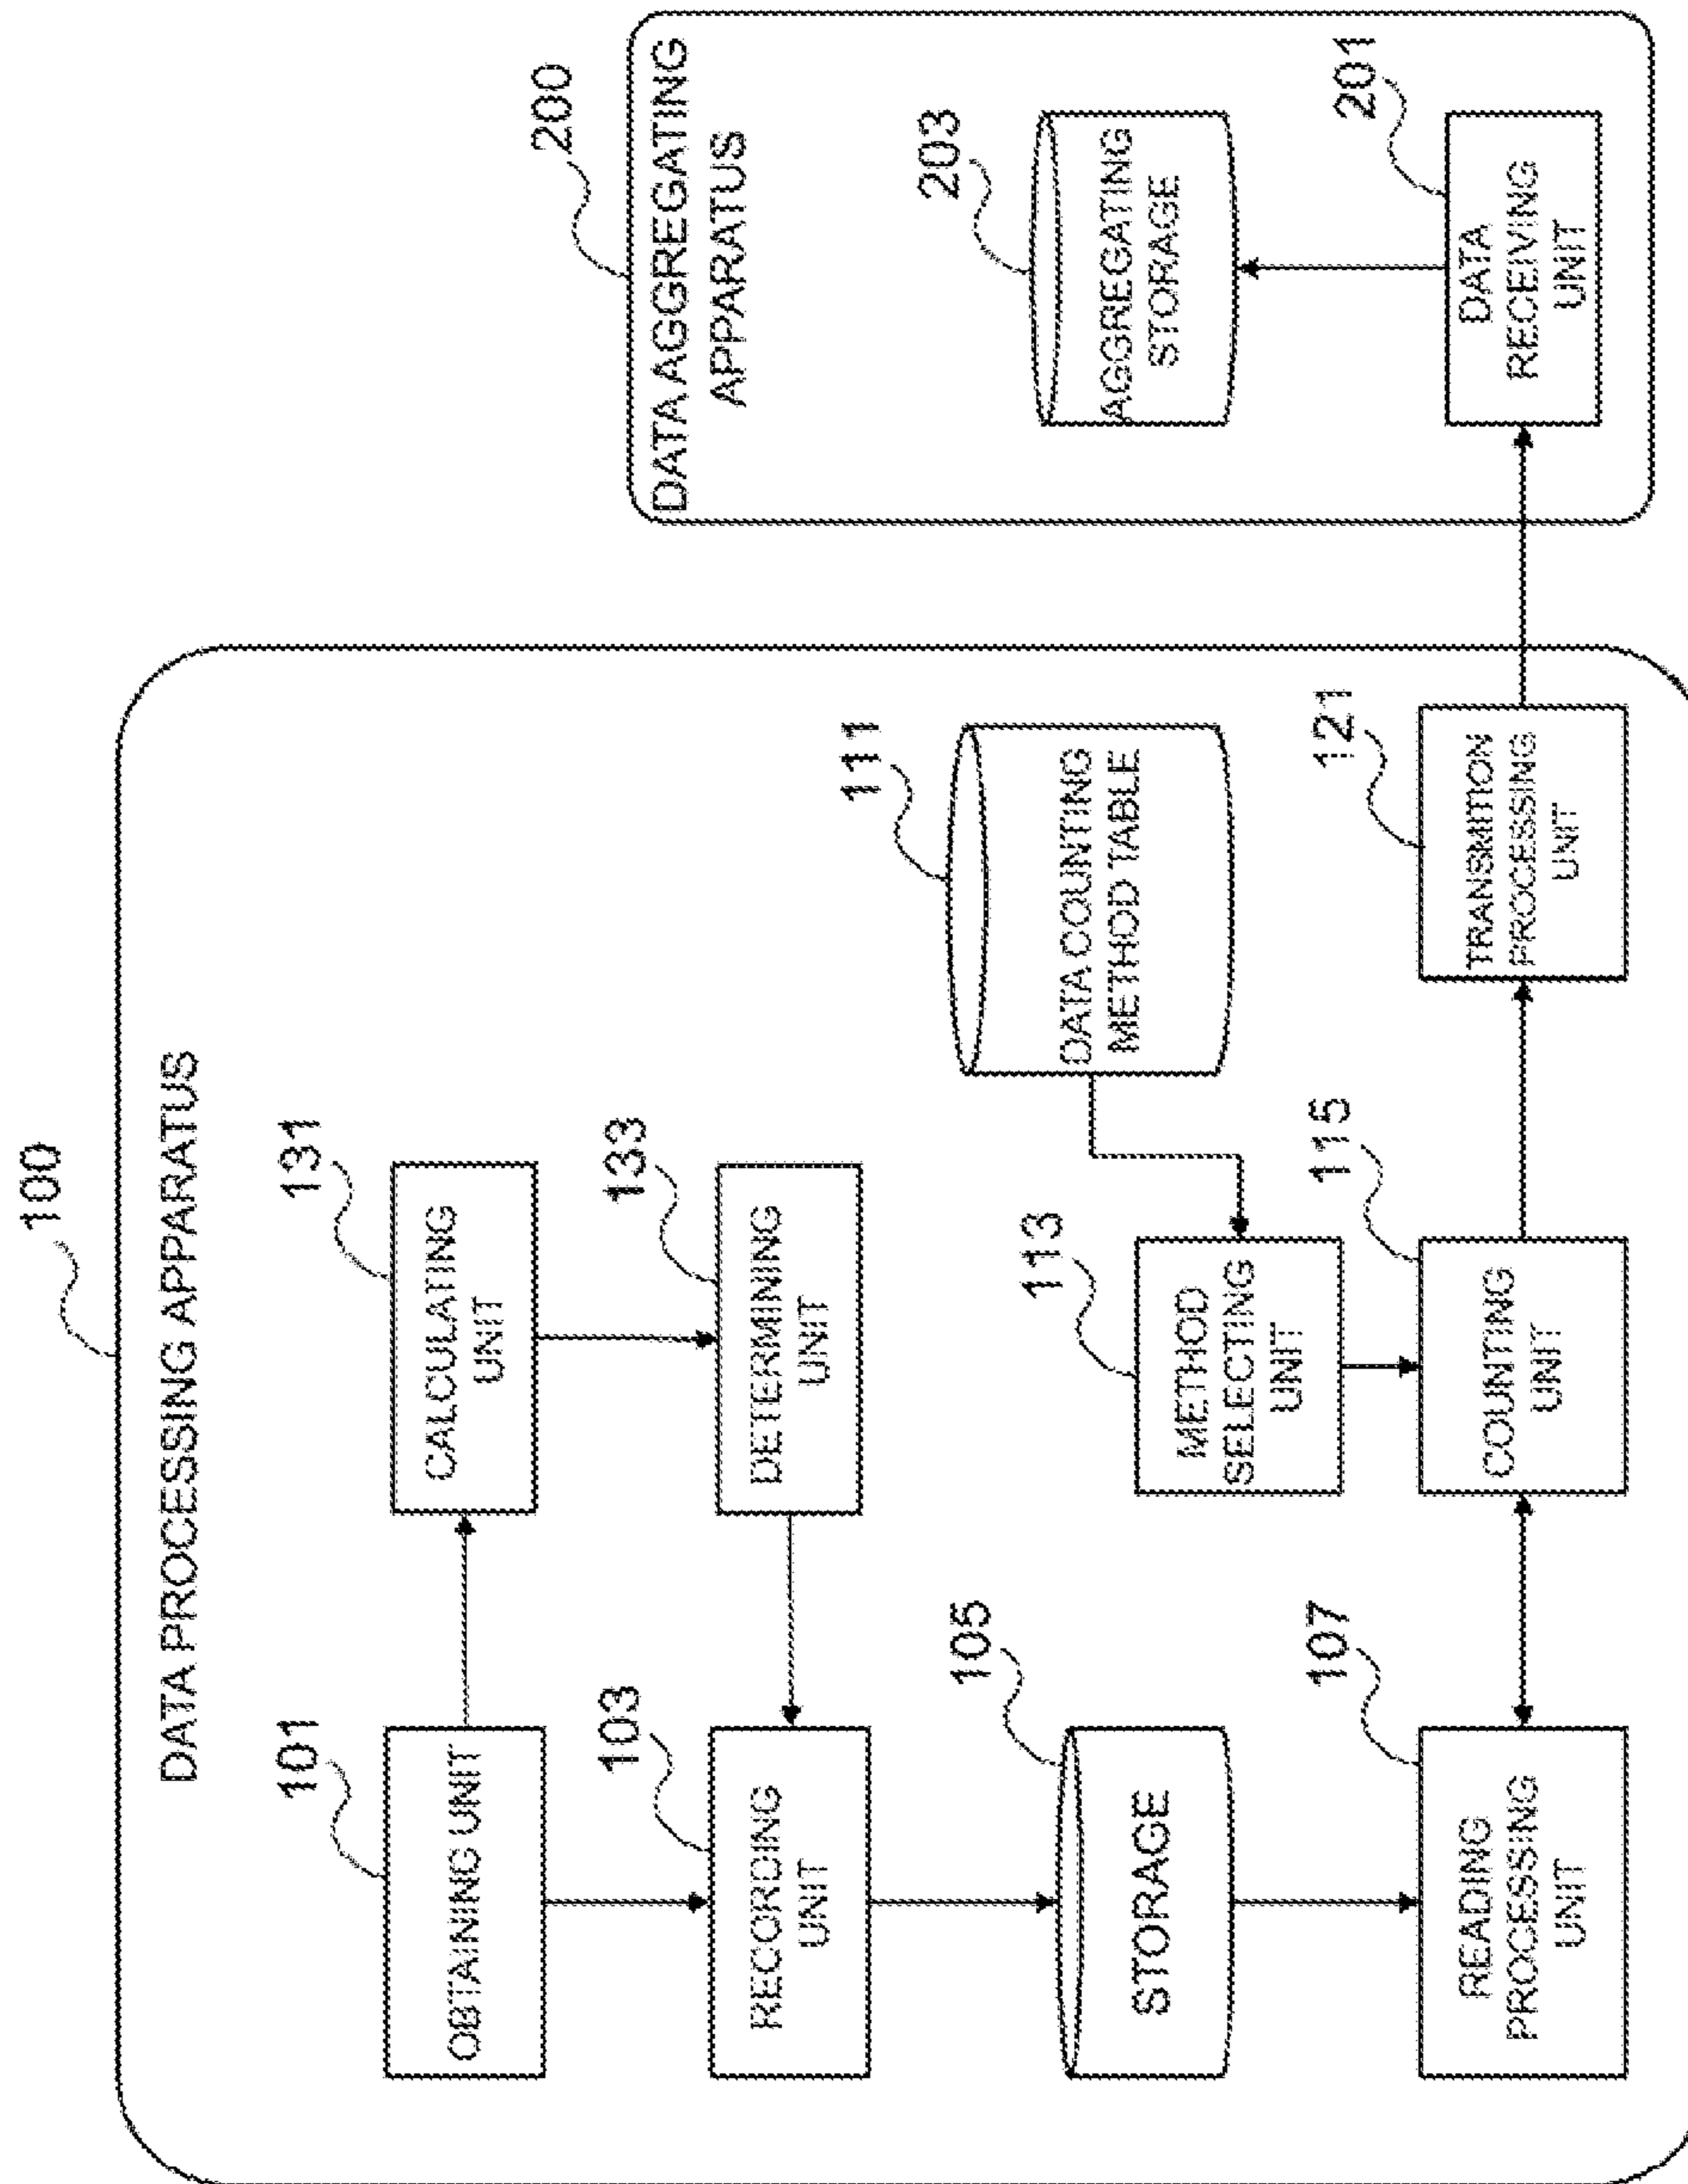 100
DATA PROCESSING APPARATUS
101
OBTAINING UNIT
131
CALCULATING
UNIT
103
RECORDING
UNIT
133
DETERMINING
UNIT
105
STORAGE
107
READING
PROCESSING
UNIT
113
METHOD
SELECTING
UNIT
111
DATA COUNTING
METHOD TABLE
115
COUNTING
UNIT
121
TRANSMITION
PROCESSING
UNIT
200
DATA AGGREGATING
APPARATUS
203
AGGREGATING
STORAGE
201
DATA
RECEIVING
UNIT